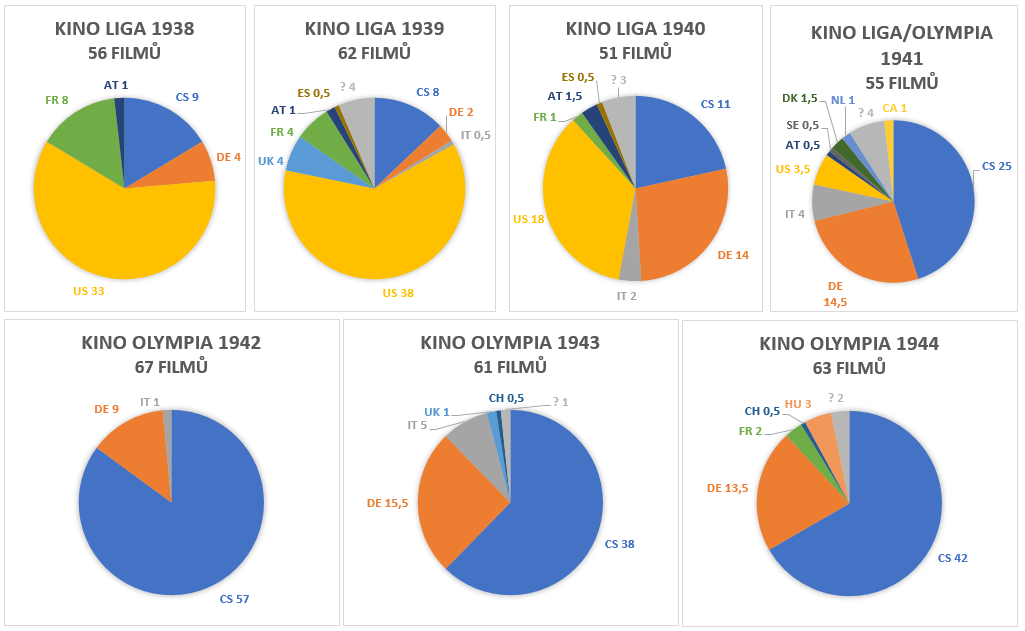 KINO LIGA 1938
56 FILMŮ
AT 1
FR 8
CS 9
DE 4
US 33
KINO LIGA 1939
62 FILMŮ
ES 0,5
? 4
AT 1
CS 8
FR 4
DE 2
IT 0,5
UK 4
US 38
KINO LIGA 1940
51 FILMŮ
ES 0,5
? 3
AT 1,5
CS 11
FR 1
US 18
DE 14
IT 2
KINO LIGA/OLYMPIA
1941
55 FILMŮ
DK 1,5
NL 1
? 4
CA 1
SE 0,5
AT 0,5
US 3,5
CS 25
IT 4
DE
14,5
KINO OLYMPIA 1942
67 FILMŮ
IT 1
DE 9
CS 57
KINO OLYMPIA 1943
61 FILMŮ
CH 0,5
? 1
UK 1
IT 5
DE 15,5
CS 38
KINO OLYMPIA 1944
63 FILMŮ
? 2
HU 3
CH 0,5
FR 2
DE 13,5
CS 42